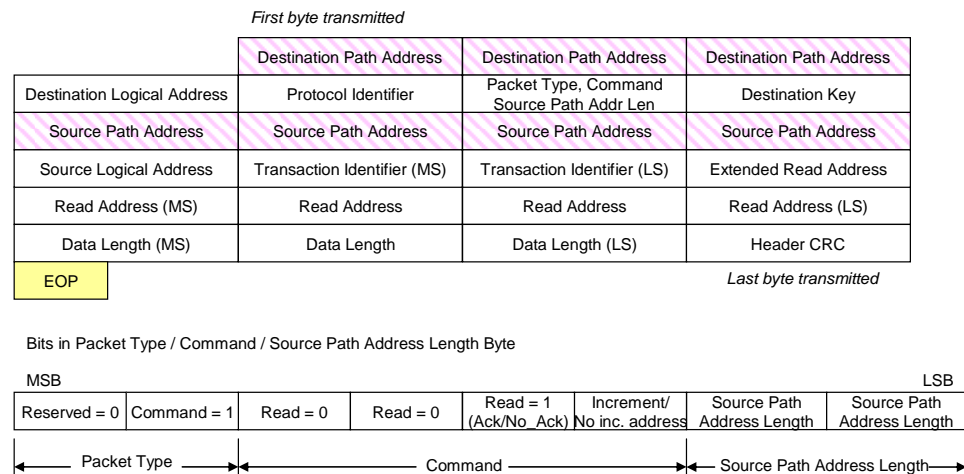 First byte transmitted
Destination Path Address Destination Path Address Destination Path Address
Destination Logical Address Protocol Identifier Packet Type, Command Source Path Addr Len Destination Key
Source Path Address Source Path Address Source Path Address Source Path Address
Source Logical Address Transaction Identifier (MS) Transaction Identifier (LS) Extended Read Address
Read Address (MS) Read Address Read Address Read Address (LS)
Data Length (MS) Data Length Data Length (LS) Header CRC
EOP Last byte transmitted
Bits in Packet Type / Command / Source Path Address Length Byte
MSB LSB
Reserved = 0 Command = 1 Read = 0 Read = 0 Read = 1 (Ack/No_Ack) Increment/ No inc. address Source Path Address Length Source Path Address Length
Packet Type Command Source Path Address Length